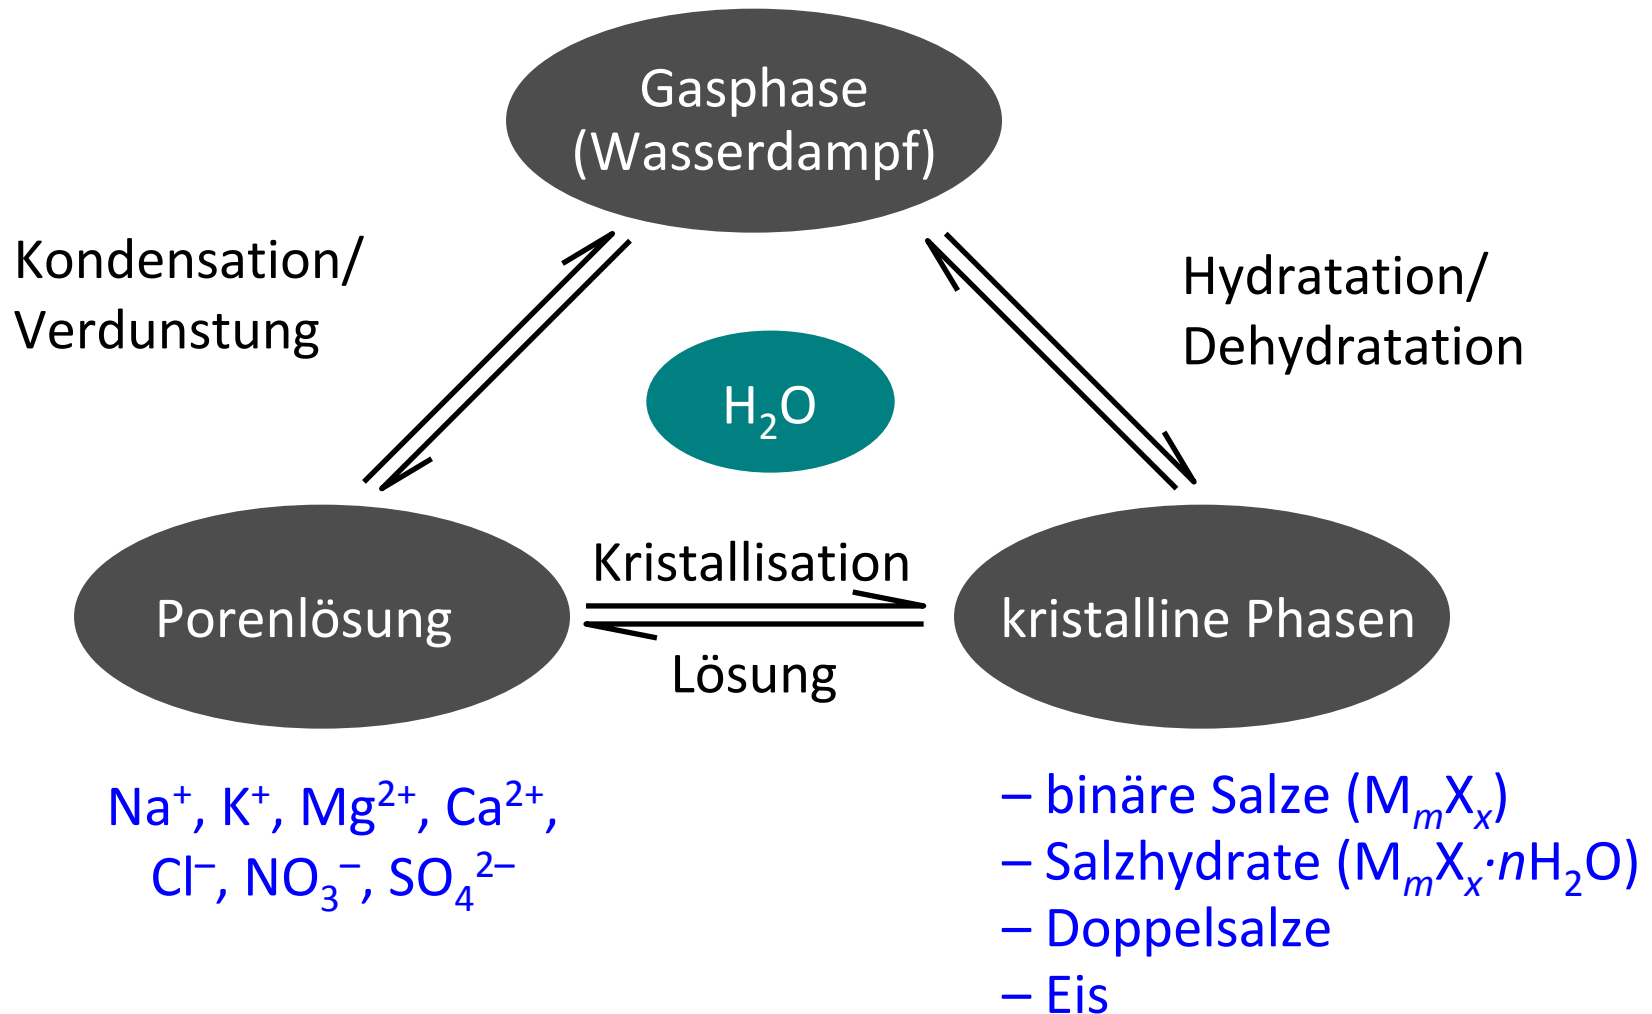 Gasphase
(Wasserdampf)
Kondensation/
Verdunstung
Hydratation/
Dehydratation
H₂O
Kristallisation
Porenlösung
kristalline Phasen
Lösung
Na⁺, K⁺, Mg²⁺, Ca²⁺,
Cl⁻, NO₃⁻, SO₄²⁻
– binäre Salze (MₘXₓ)
– Salzhydrate (MₘXₓ·nH₂O)
– Doppelsalze
– Eis